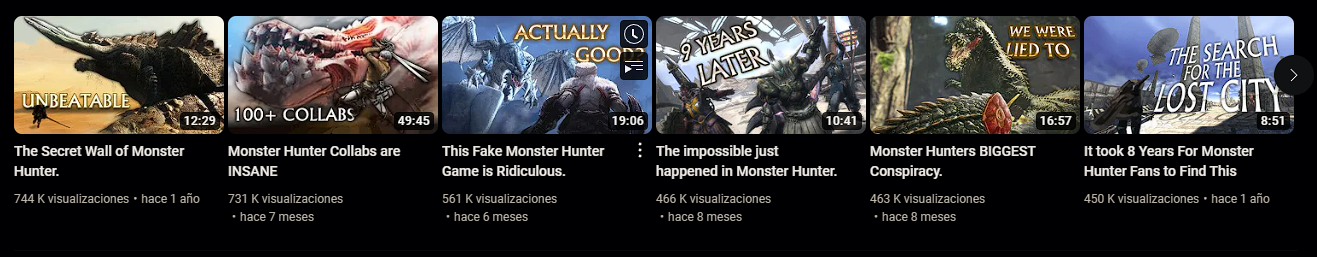 UNBEATABLE
12:29
100+ COLLABS
49:45
ACTUALLY
GOOD?
19:06
9 YEARS
LATER
10:41
WE WERE
LIED TO
16:57
THE SEARCH
FOR THE
LOST CITY
8:51
The Secret Wall of Monster
Hunter.
744 K visualizaciones • hace 1 año
Monster Hunter Collabs are
INSANE
731 K visualizaciones
• hace 7 meses
This Fake Monster Hunter
Game is Ridiculous.
561 K visualizaciones
• hace 6 meses
The impossible just
happened in Monster Hunter.
466 K visualizaciones
• hace 8 meses
Monster Hunters BIGGEST
Conspiracy.
463 K visualizaciones
• hace 8 meses
It took 8 Years For Monster
Hunter Fans to Find This
450 K visualizaciones • hace 1 año